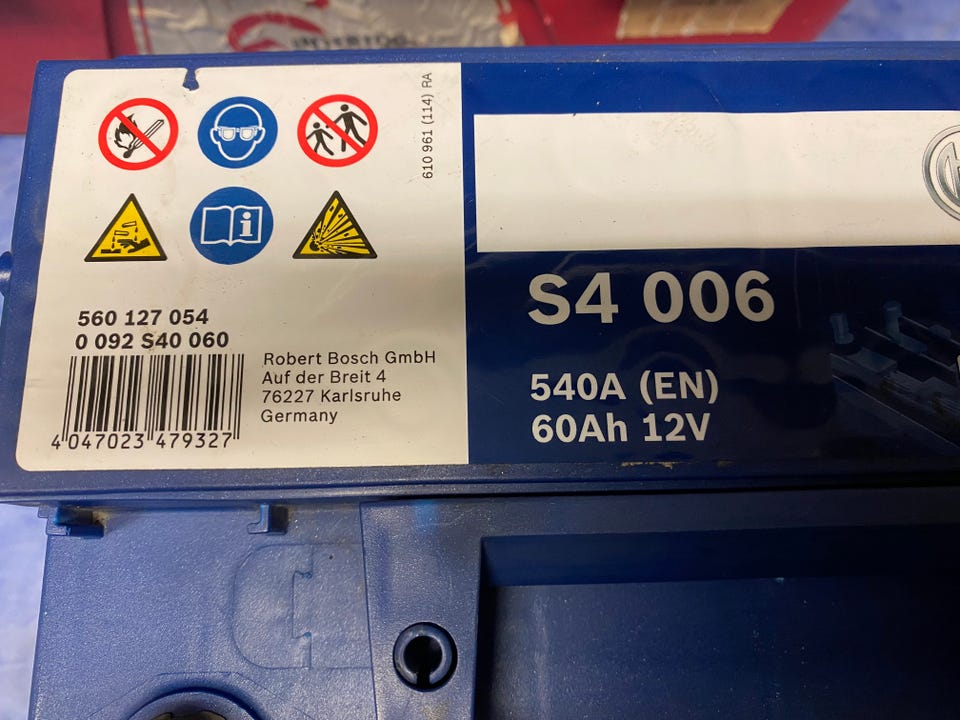 610 961 (114) RA
560 127 054
0 092 S40 060
4 047023 479327
Robert Bosch GmbH
Auf der Breit 4
76227 Karlsruhe
Germany
S4 006
540A (EN)
60Ah 12V